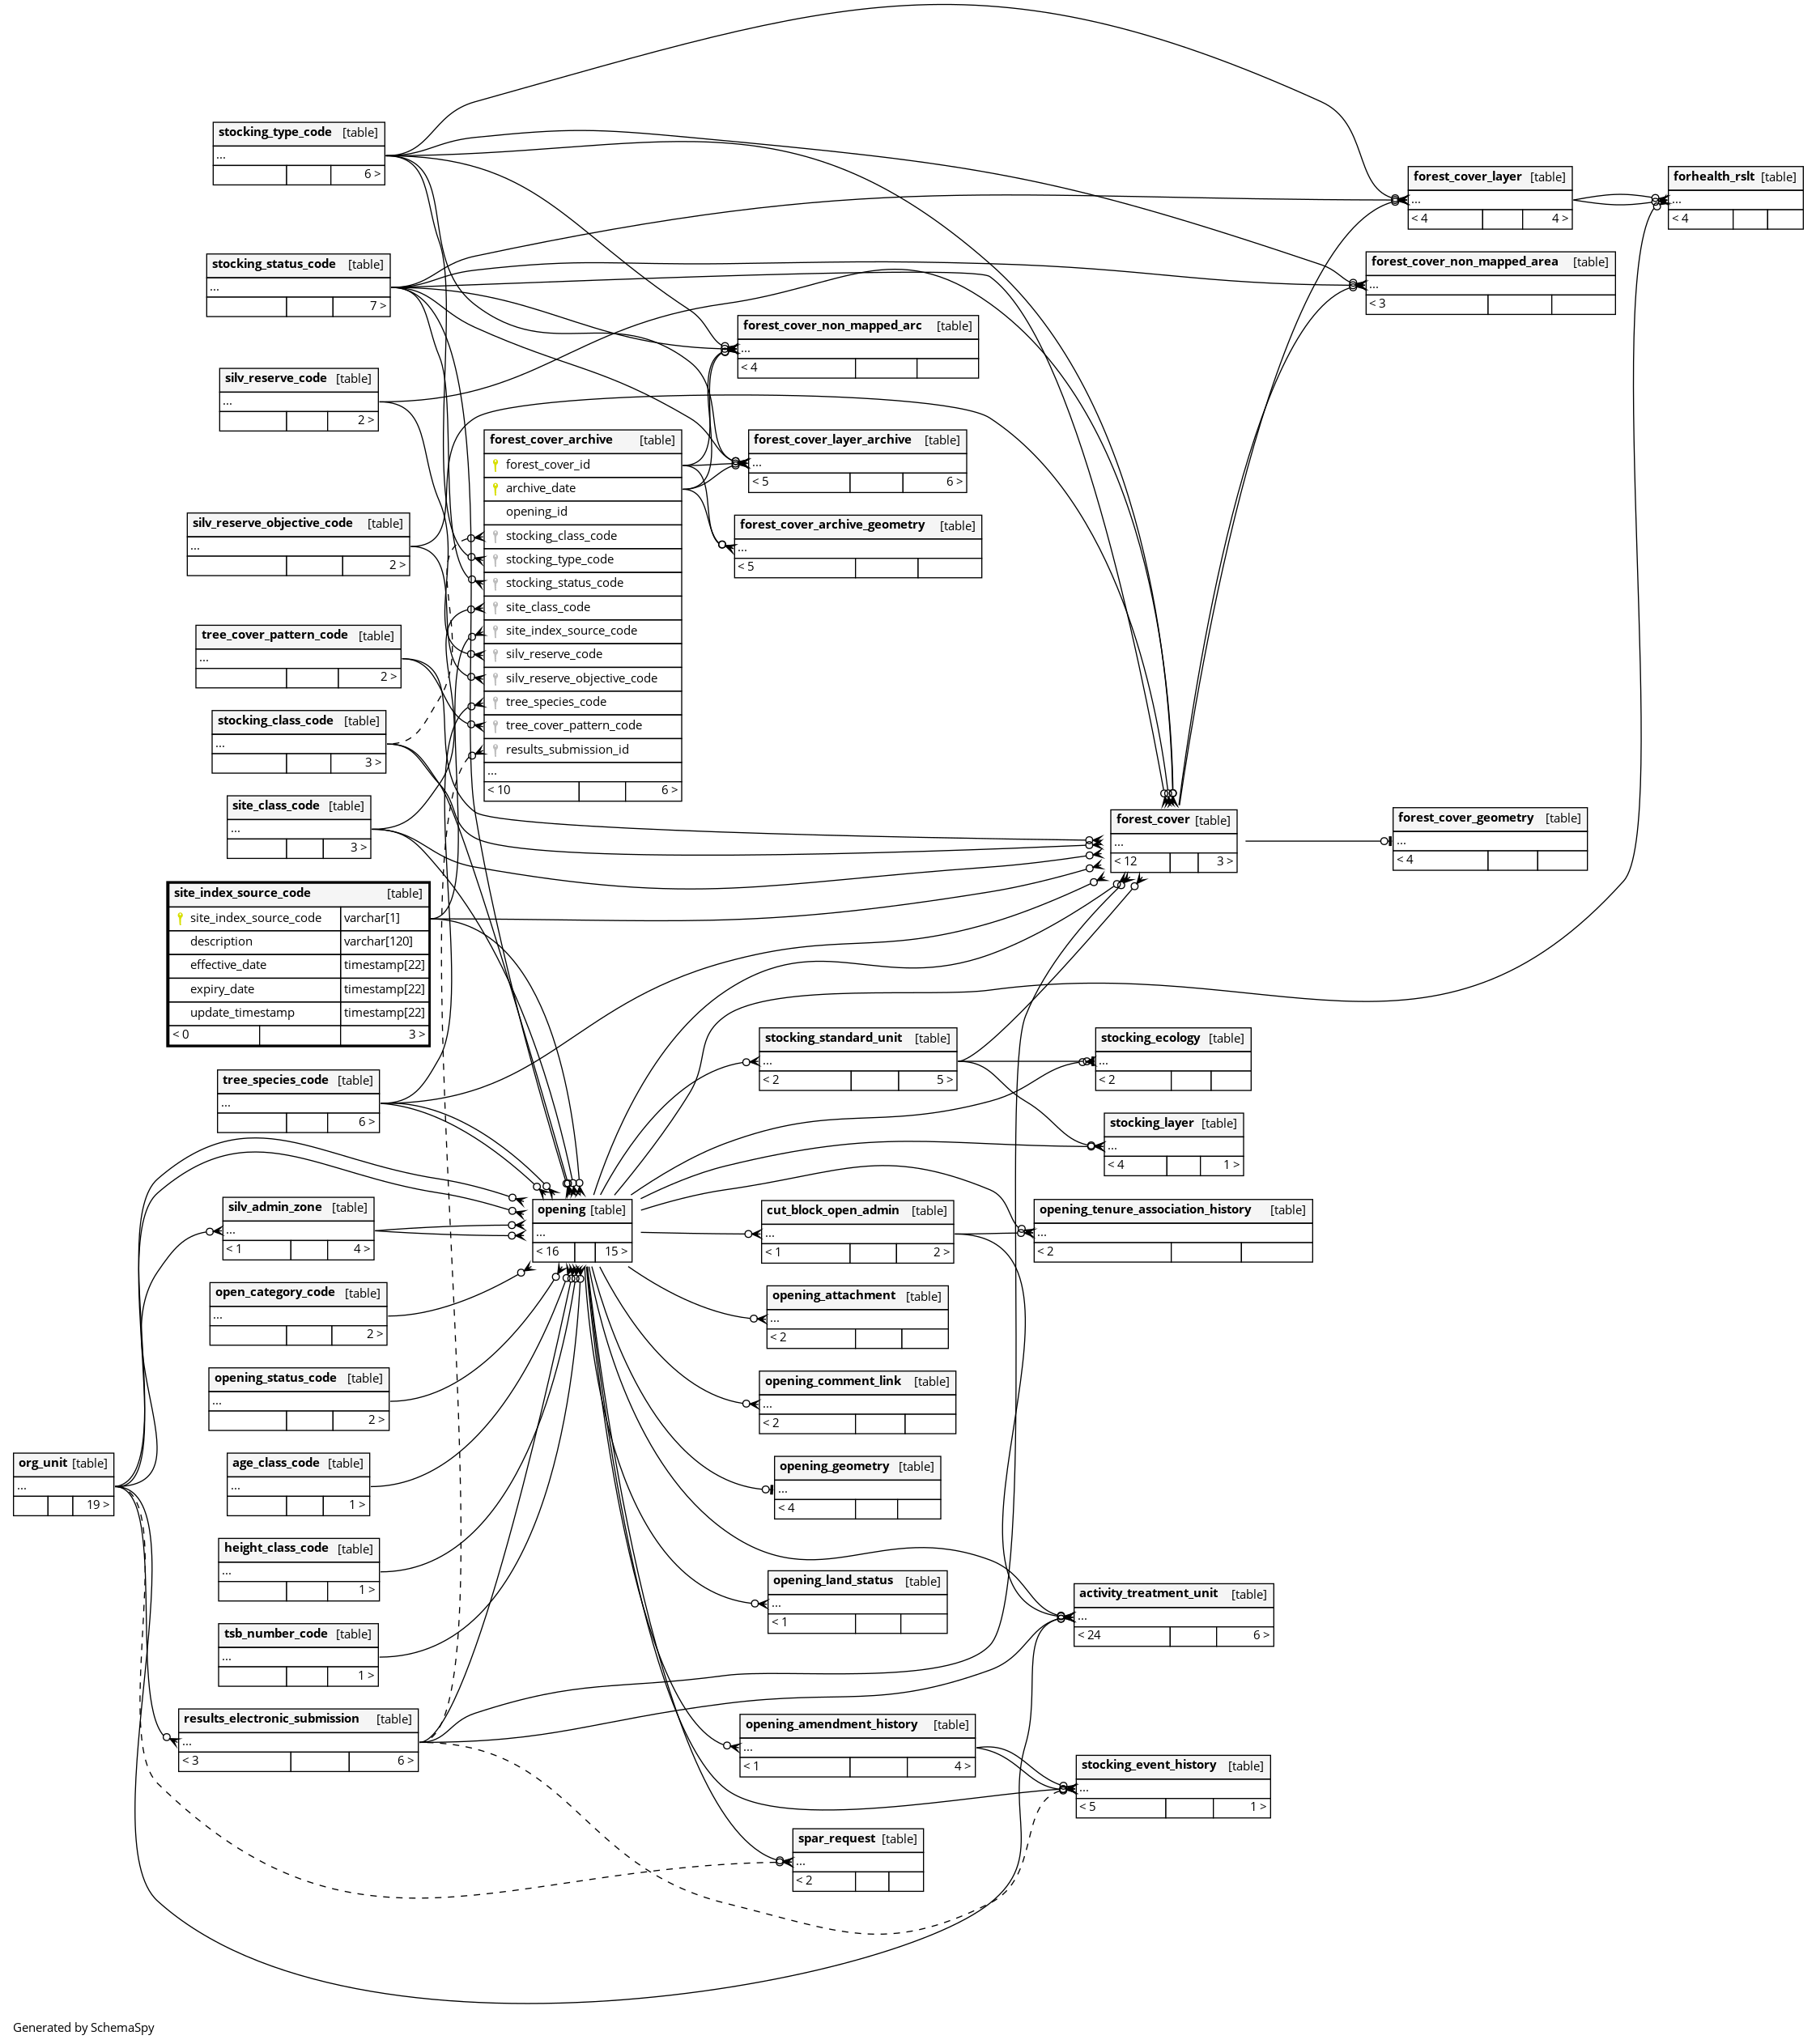 stocking_type_code [table]
...
6 >
forest_cover_layer [table]
...
< 4 4 >
forhealth_rslt [table]
...
< 4
stocking_status_code [table]
...
7 >
forest_cover_non_mapped_area [table]
...
< 3
forest_cover_non_mapped_arc [table]
...
< 4
silv_reserve_code [table]
...
2 >
forest_cover_archive [table]
forest_cover_id
archive_date
opening_id
stocking_class_code
stocking_type_code
stocking_status_code
site_class_code
site_index_source_code
silv_reserve_code
silv_reserve_objective_code
tree_species_code
tree_cover_pattern_code
results_submission_id
...
< 10 6 >
forest_cover_layer_archive [table]
...
< 5 6 >
forest_cover_archive_geometry [table]
...
< 5
silv_reserve_objective_code [table]
...
2 >
tree_cover_pattern_code [table]
...
2 >
stocking_class_code [table]
...
3 >
site_class_code [table]
...
3 >
forest_cover [table]
...
< 12 3 >
forest_cover_geometry [table]
...
< 4
site_index_source_code [table]
site_index_source_code varchar[1]
description varchar[120]
effective_date timestamp[22]
expiry_date timestamp[22]
update_timestamp timestamp[22]
< 0 3 >
stocking_standard_unit [table]
...
< 2 5 >
stocking_ecology [table]
...
< 2
tree_species_code [table]
...
6 >
stocking_layer [table]
...
< 4 1 >
silv_admin_zone [table]
...
< 1 4 >
opening [table]
...
< 16 15 >
cut_block_open_admin [table]
...
< 1 2 >
opening_tenure_association_history [table]
...
< 2
open_category_code [table]
...
2 >
opening_attachment [table]
...
< 2
opening_status_code [table]
...
2 >
opening_comment_link [table]
...
< 2
org_unit [table]
...
19 >
age_class_code [table]
...
1 >
opening_geometry [table]
...
< 4
height_class_code [table]
...
1 >
opening_land_status [table]
...
< 1
activity_treatment_unit [table]
...
< 24 6 >
tsb_number_code [table]
...
1 >
results_electronic_submission [table]
...
< 3 6 >
opening_amendment_history [table]
...
< 1 4 >
stocking_event_history [table]
...
< 5 1 >
spar_request [table]
...
< 2
Generated by SchemaSpy